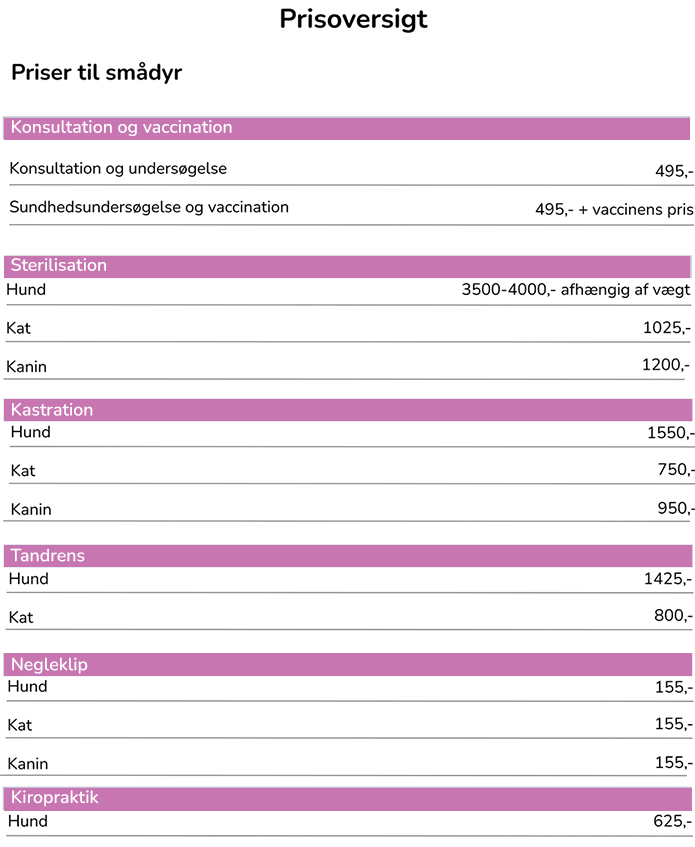 Prisoversigt
Priser til smådyr
Konsultation og vaccination
Konsultation og undersøgelse 495,-
Sundhedsundersøgelse og vaccination 495,- + vaccinens pris
Sterilisation
Hund 3500-4000,- afhængig af vægt
Kat 1025,-
Kanin 1200,-
Kastration
Hund 1550,-
Kat 750,-
Kanin 950,-
Tandrens
Hund 1425,-
Kat 800,-
Negleklip
Hund 155,-
Kat 155,-
Kanin 155,-
Kiropraktik
Hund 625,-